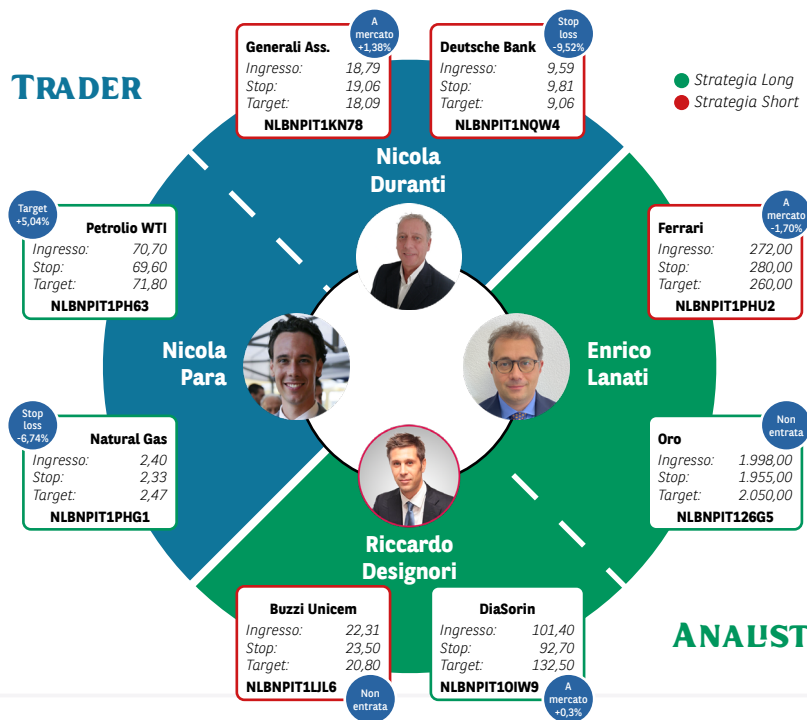 TRADER
Strategia Long
Strategia Short
Generali Ass.
A
mercato
+1,38%
Ingresso: 18,79
Stop: 19,06
Target: 18,09
NLBNPIT1KN78
Deutsche Bank
Stop
loss
-9,52%
Ingresso: 9,59
Stop: 9,81
Target: 9,06
NLBNPIT1NQW4
Nicola
Duranti
Target
+5,04%
Petrolio WTI
Ingresso: 70,70
Stop: 69,60
Target: 71,80
NLBNPIT1PH63
Ferrari
A
mercato
-1,70%
Ingresso: 272,00
Stop: 280,00
Target: 260,00
NLBNPIT1PHU2
Nicola
Para
Enrico
Lanati
Stop
loss
-6,74%
Natural Gas
Ingresso: 2,40
Stop: 2,33
Target: 2,47
NLBNPIT1PHG1
Oro
Non
entrata
Ingresso: 1.998,00
Stop: 1.955,00
Target: 2.050,00
NLBNPIT126G5
Riccardo
Designori
Buzzi Unicem
Ingresso: 22,31
Stop: 23,50
Target: 20,80
NLBNPIT1IJL6
Non
entrata
DiaSorin
Ingresso: 101,40
Stop: 92,70
Target: 132,50
NLBNPIT1OIW9
A
mercato
+0,3%
ANALIST